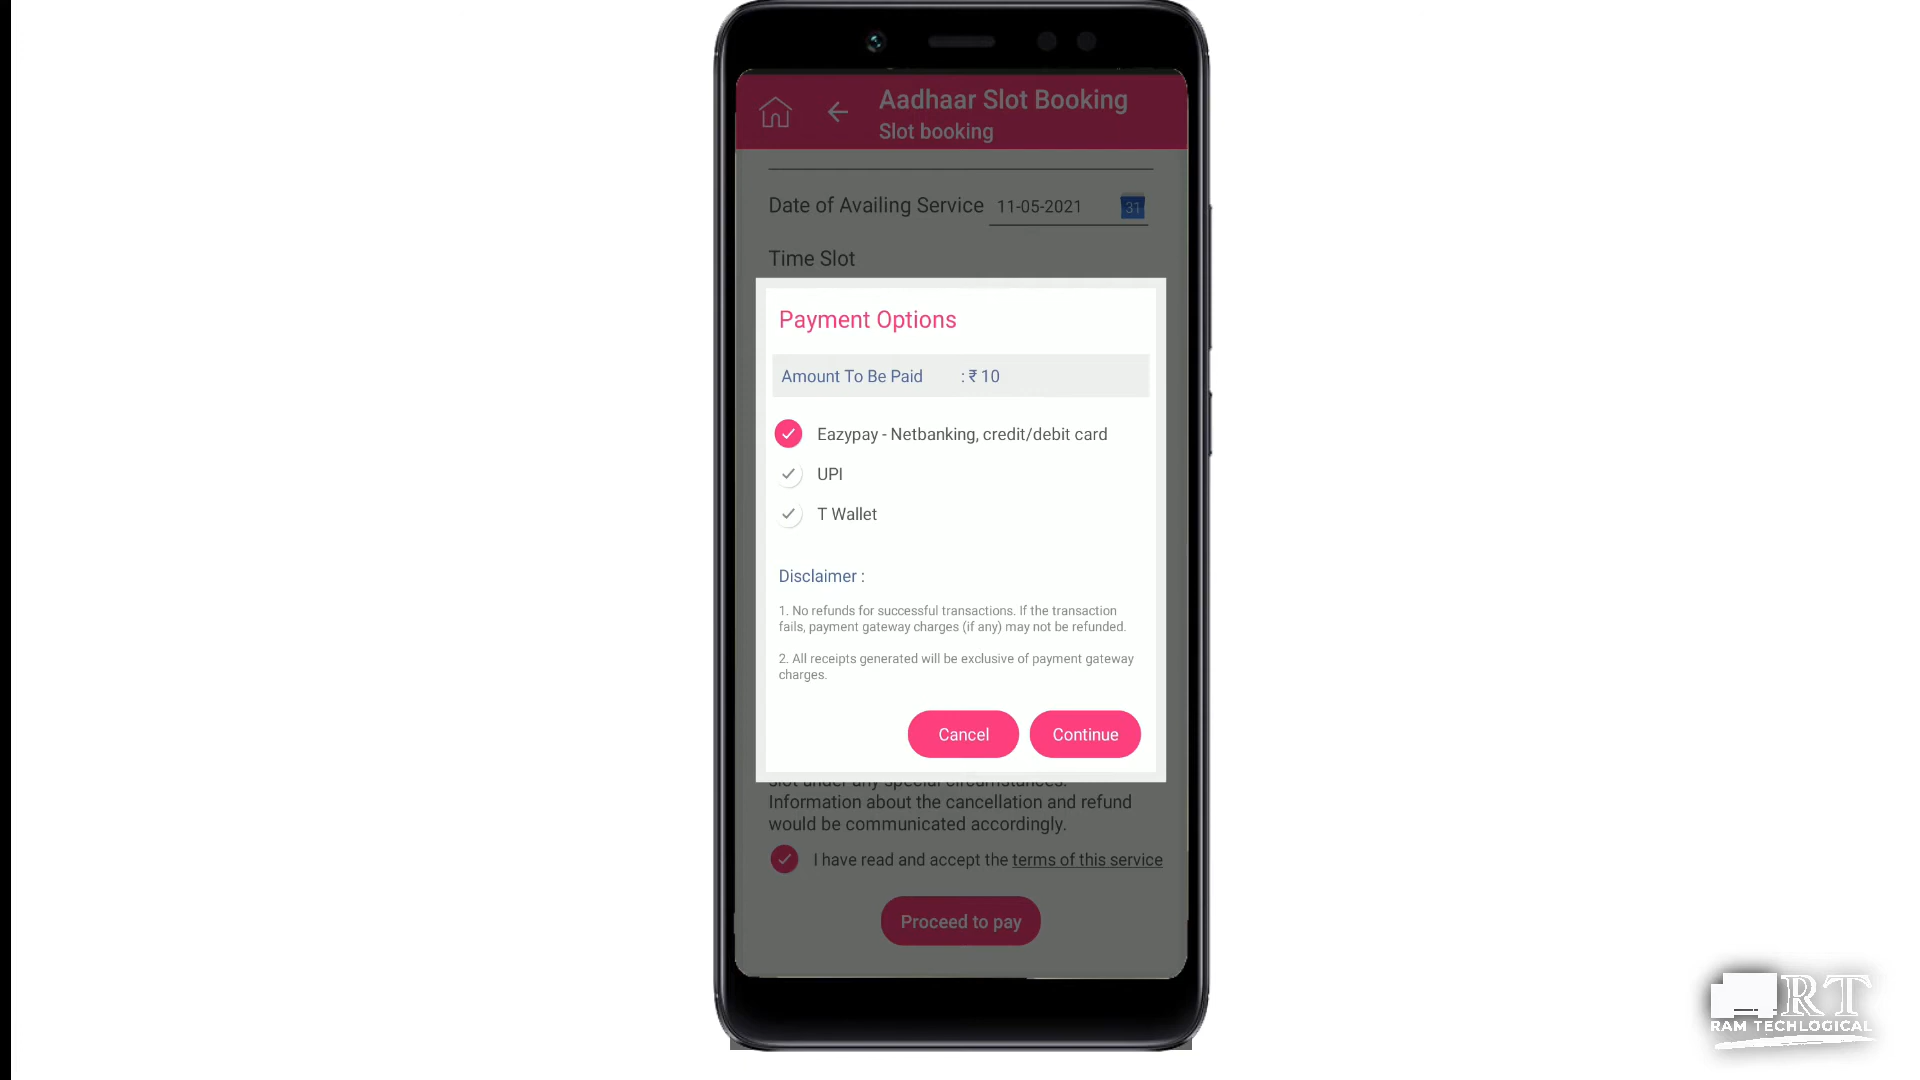 Aadhaar Slot Booking
Slot booking
Date of Availing Service 11-05-2021 31
Time Slot
Payment Options
Amount To Be Paid : ₹ 10
Eazypay - Netbanking, credit/debit card
UPI
T Wallet
Disclaimer :
1. No refunds for successful transactions. If the transaction
fails, payment gateway charges (if any) may not be refunded.
2. All receipts generated will be exclusive of payment gateway
charges.
Cancel Continue
slot under any special circumstances.
Information about the cancellation and refund
would be communicated accordingly.
I have read and accept the terms of this service
Proceed to pay
RT
RAM TECHLOGICAL